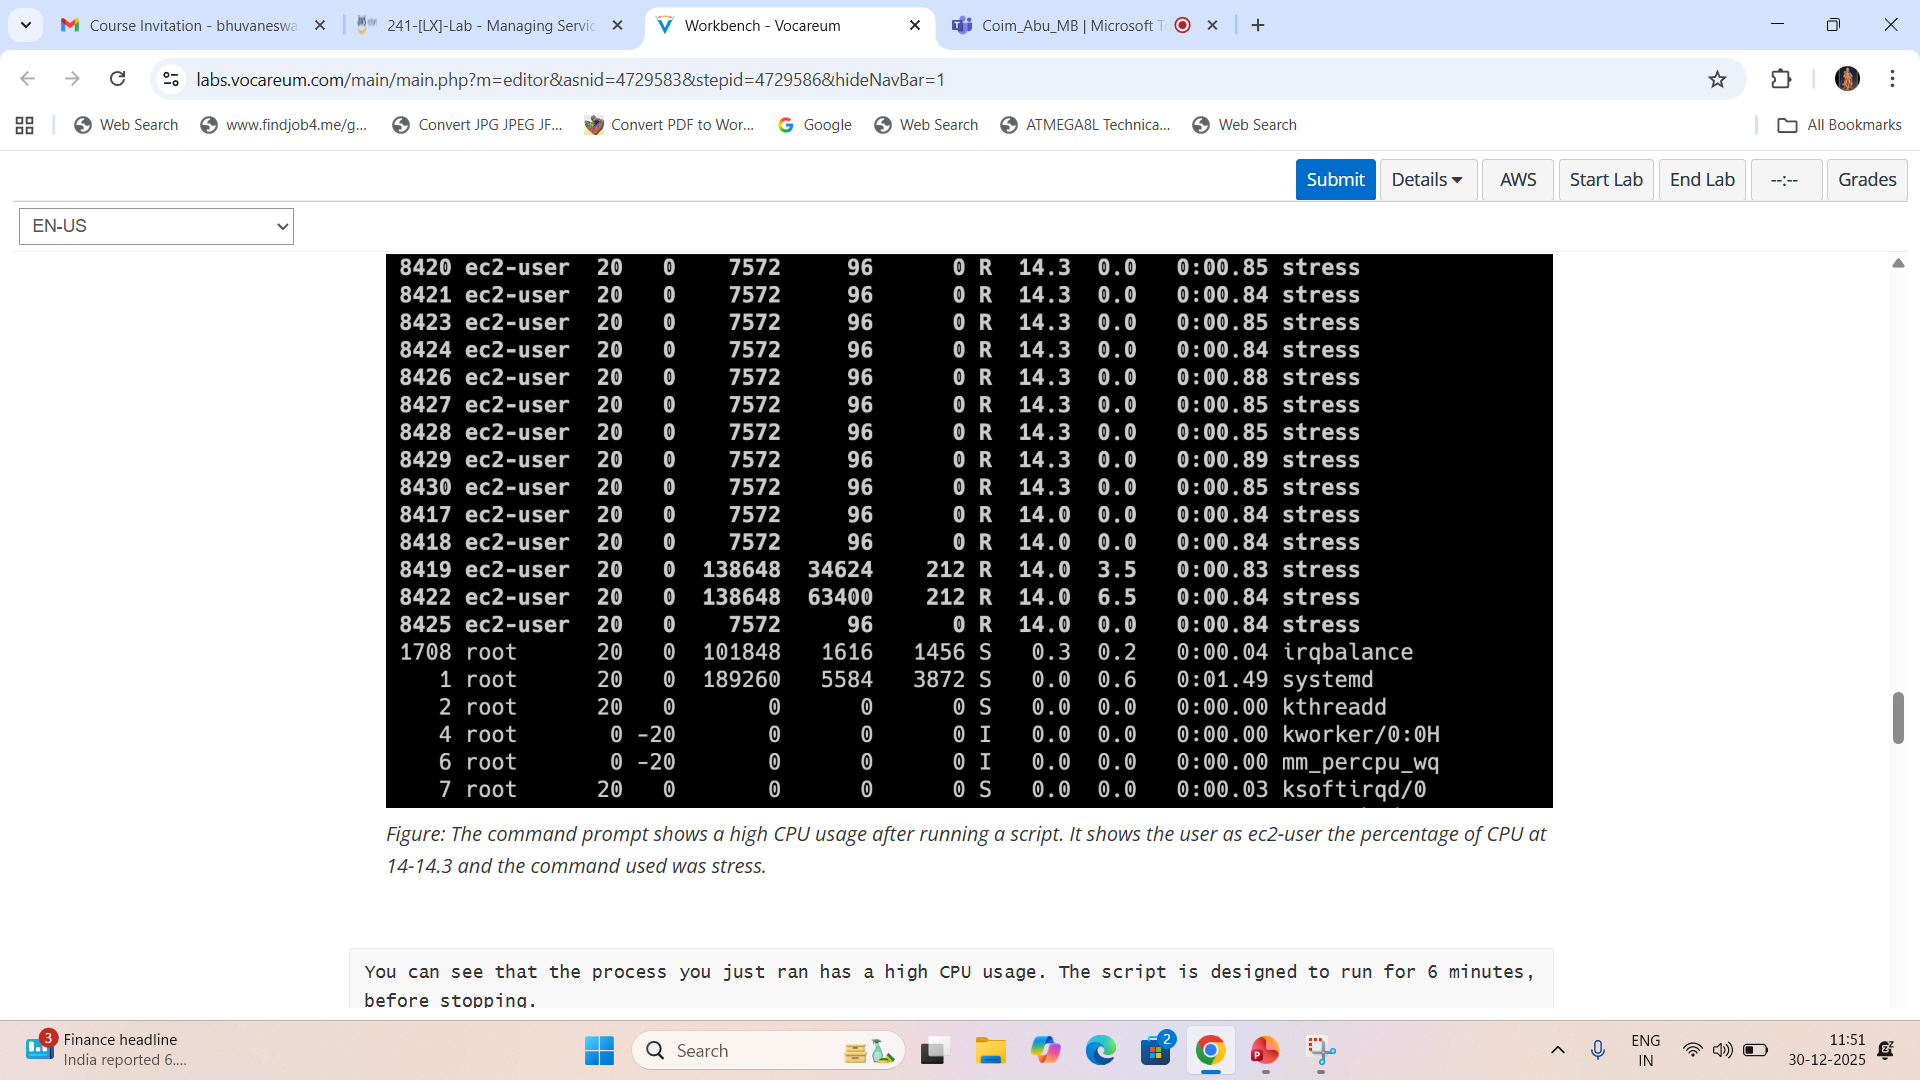 Course Invitation - bhuvaneswa
241-[LX]-Lab - Managing Servic
Workbench - Vocareum
Coim_Abu_MB | Microsoft T
labs.vocareum.com/main/main.php?m=editor&asnid=4729583&stepid=4729586&hideNavBar=1
Web Search
www.findjob4.me/g...
Convert JPG JPEG JF...
Convert PDF to Wor...
Google
Web Search
ATMEGA8L Technica...
Web Search
All Bookmarks
Submit
Details
AWS
Start Lab
End Lab
--:--
Grades
EN-US
8420 ec2-user 20 0 7572 96 0 R 14.3 0.0 0:00.85 stress
8421 ec2-user 20 0 7572 96 0 R 14.3 0.0 0:00.84 stress
8423 ec2-user 20 0 7572 96 0 R 14.3 0.0 0:00.85 stress
8424 ec2-user 20 0 7572 96 0 R 14.3 0.0 0:00.84 stress
8426 ec2-user 20 0 7572 96 0 R 14.3 0.0 0:00.88 stress
8427 ec2-user 20 0 7572 96 0 R 14.3 0.0 0:00.85 stress
8428 ec2-user 20 0 7572 96 0 R 14.3 0.0 0:00.85 stress
8429 ec2-user 20 0 7572 96 0 R 14.3 0.0 0:00.89 stress
8430 ec2-user 20 0 7572 96 0 R 14.3 0.0 0:00.85 stress
8417 ec2-user 20 0 7572 96 0 R 14.0 0.0 0:00.84 stress
8418 ec2-user 20 0 7572 96 0 R 14.0 0.0 0:00.84 stress
8419 ec2-user 20 0 138648 34624 212 R 14.0 3.5 0:00.83 stress
8422 ec2-user 20 0 138648 63400 212 R 14.0 6.5 0:00.84 stress
8425 ec2-user 20 0 7572 96 0 R 14.0 0.0 0:00.84 stress
1708 root 20 0 101848 1616 1456 S 0.3 0.2 0:00.04 irqbalance
1 root 20 0 189260 5584 3872 S 0.0 0.6 0:01.49 systemd
2 root 20 0 0 0 0 S 0.0 0.0 0:00.00 kthreadd
4 root 0 -20 0 0 0 I 0.0 0.0 0:00.00 kworker/0:0H
6 root 0 -20 0 0 0 I 0.0 0.0 0:00.00 mm_percpu_wq
7 root 20 0 0 0 0 S 0.0 0.0 0:00.03 ksoftirqd/0
Figure: The command prompt shows a high CPU usage after running a script. It shows the user as ec2-user the percentage of CPU at
14-14.3 and the command used was stress.
You can see that the process you just ran has a high CPU usage. The script is designed to run for 6 minutes,
before stopping.
3
Finance headline
India reported 6....
Search
2
ENG
IN
11:51
30-12-2025